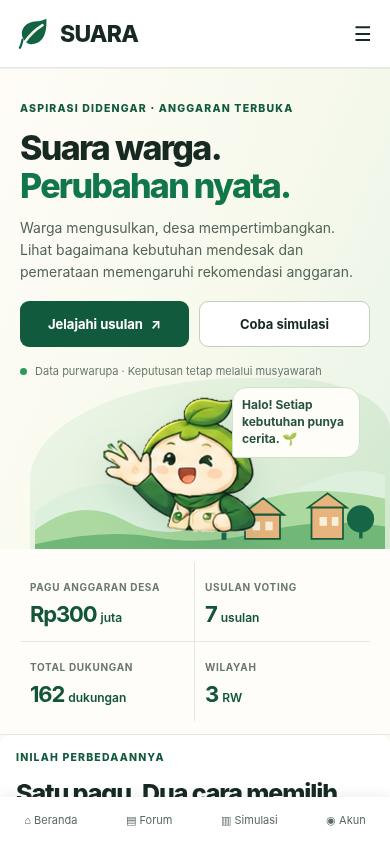 SUARA
ASPIRASI DIDENGAR · ANGGARAN TERBUKA
Suara warga.
Perubahan nyata.
Warga mengusulkan, desa mempertimbangkan.
Lihat bagaimana kebutuhan mendesak dan
pemerataan memengaruhi rekomendasi anggaran.
Jelajahi usulan ↗
Coba simulasi
Data purwarupa · Keputusan tetap melalui musyawarah
Halo! Setiap
kebutuhan punya
cerita. 🌱
PAGU ANGGARAN DESA
Rp300 juta
USULAN VOTING
7 usulan
TOTAL DUKUNGAN
162 dukungan
WILAYAH
3 RW
INILAH PERBEDAANNYA
Satu pagu. Dua cara memilih
Beranda
Forum
Simulasi
Akun